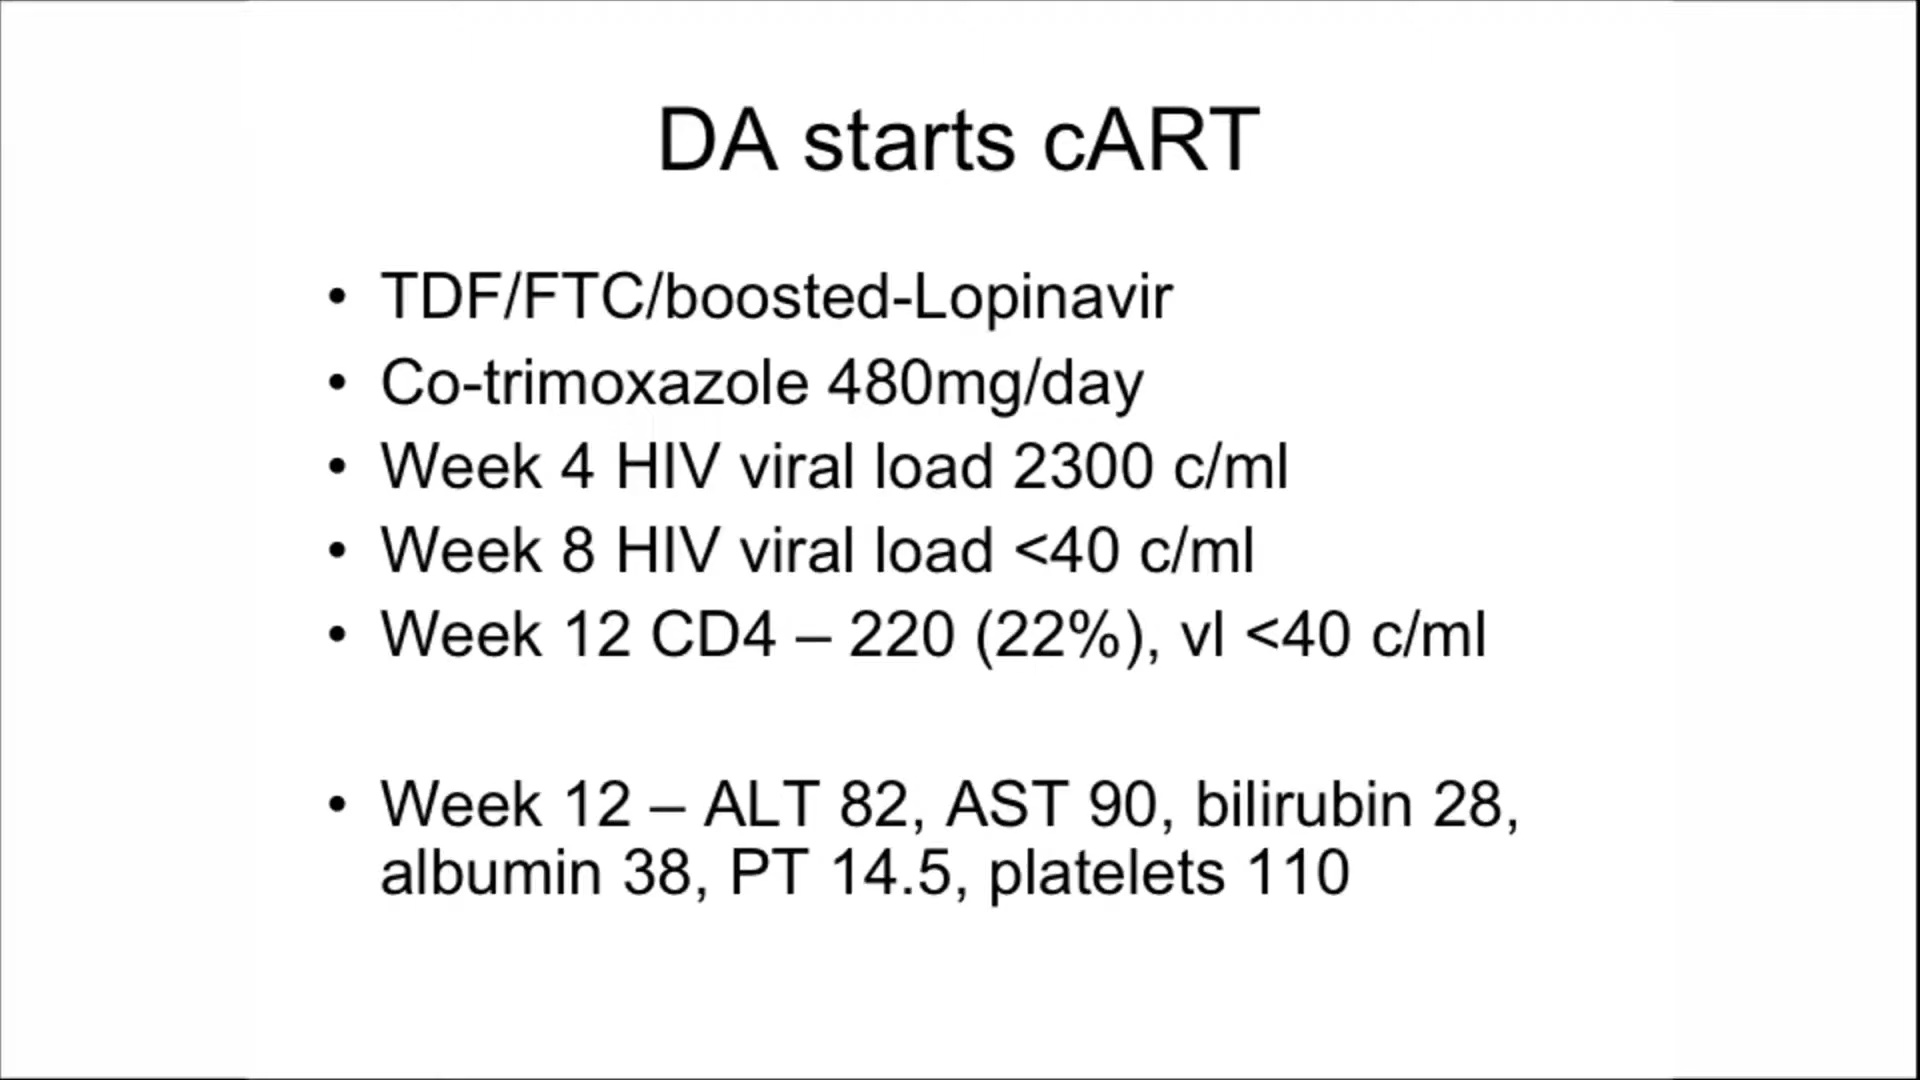 DA starts cART
• TDF/FTC/boosted-Lopinavir
• Co-trimoxazole 480mg/day
• Week 4 HIV viral load 2300 c/ml
• Week 8 HIV viral load <40 c/ml
• Week 12 CD4 – 220 (22%), vl <40 c/ml
• Week 12 – ALT 82, AST 90, bilirubin 28,
albumin 38, PT 14.5, platelets 110